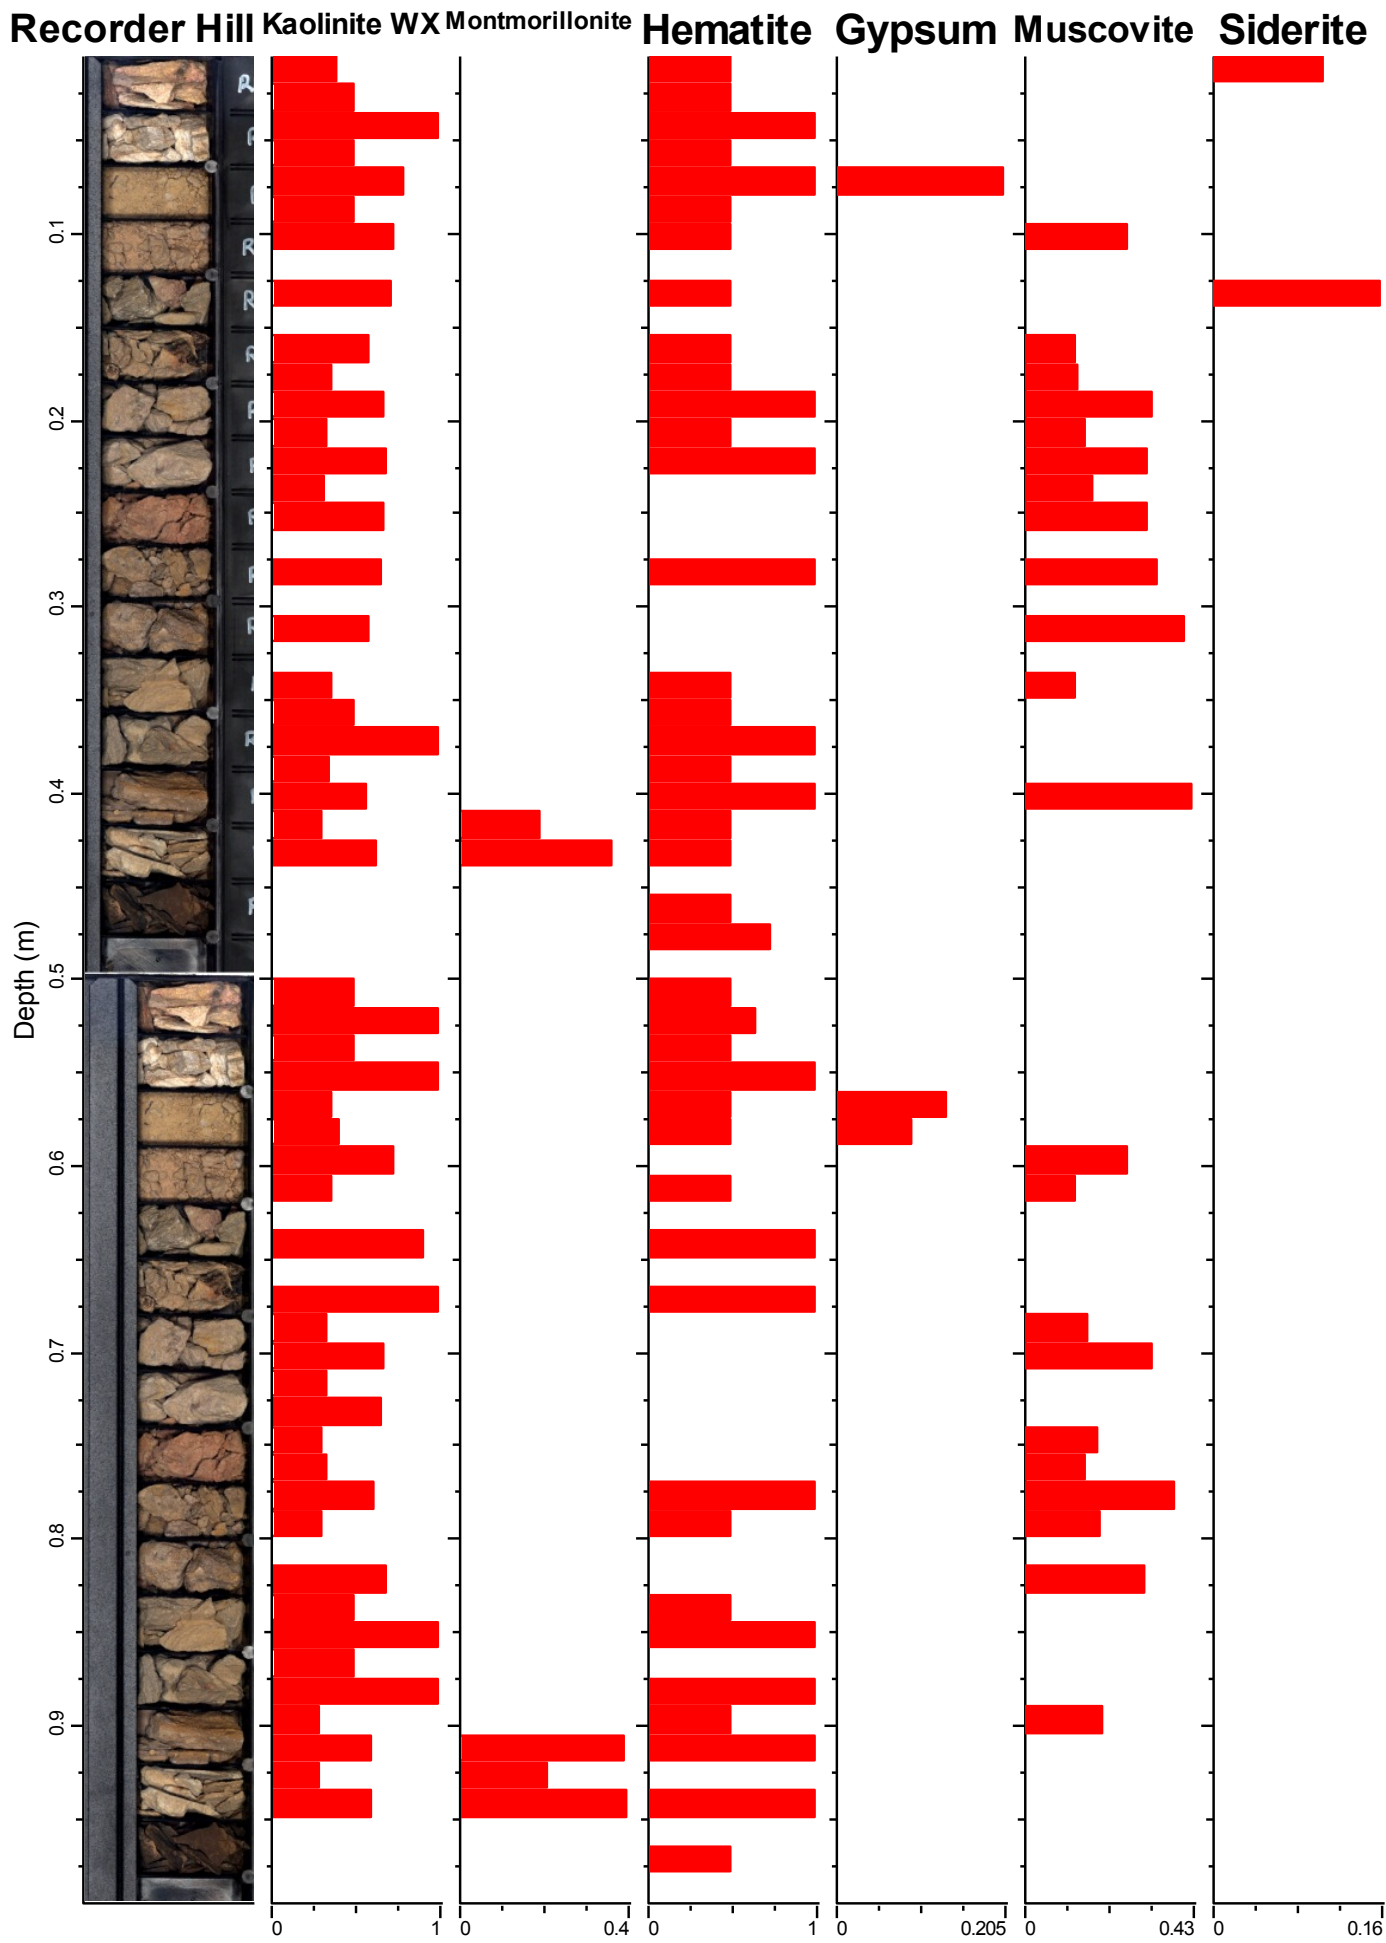 Recorder Hill Kaolinite WX Montmorillonite Hematite Gypsum Muscovite Siderite
R
R
R
R
R
R
0.1
0.2
0.3
0.4
0.5
0.6
0.7
0.8
0.9
Depth (m)
0 1 0 0.4 0 1 0 0.205 0 0.43 0 0.16